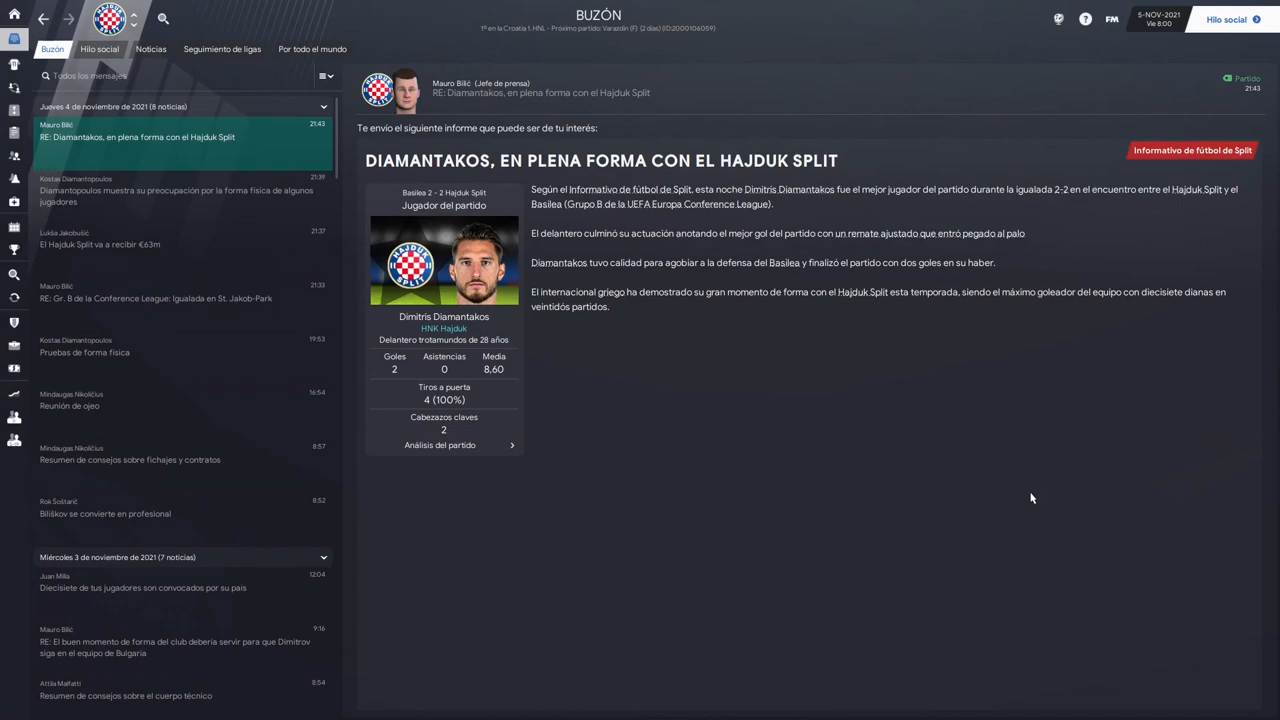 BUZÓN
1º en la Croatia 1. HNL - Próximo partido: Varazdin (F) (2 días) (ID:2000106059)
FM
5-NOV-2021
Vie 8:00
Hilo social
Buzón
Hilo social
Noticias
Seguimiento de ligas
Por todo el mundo
Todos los mensajes
Jueves 4 de noviembre de 2021 (8 noticias)
Mauro Bilić 21:43
RE: Diamantakos, en plena forma con el Hajduk Split
Kostas Diamantopoulos 21:39
Diamantopoulos muestra su preocupación por la forma física de algunos
jugadores
Lukša Jakobušić 21:37
El Hajduk Split va a recibir €63m
Mauro Bilić 21:33
RE: Gr. B de la Conference League: Igualada en St. Jakob-Park
Kostas Diamantopoulos 19:53
Pruebas de forma física
Mindaugas Nikoličius 16:54
Reunión de ojeo
Mindaugas Nikoličius 8:57
Resumen de consejos sobre fichajes y contratos
Rok Šoštarić 8:52
Biliškov se convierte en profesional
Miércoles 3 de noviembre de 2021 (7 noticias)
Juan Milla 12:04
Diecisiete de tus jugadores son convocados por su país
Mauro Bilić 9:16
RE: El buen momento de forma del club debería servir para que Dimitrov
siga en el equipo de Bulgaria
Attila Malfatti 8:54
Resumen de consejos sobre el cuerpo técnico
HAJDUK SPLIT
Mauro Bilić (Jefe de prensa)
RE: Diamantakos, en plena forma con el Hajduk Split
Partido
21:43
Te envío el siguiente informe que puede ser de tu interés:
DIAMANTAKOS, EN PLENA FORMA CON EL HAJDUK SPLIT
Informativo de fútbol de Split
Basilea 2 - 2 Hajduk Split
Jugador del partido
HAJDUK SPLIT
Dimitris Diamantakos
HNK Hajduk
Delantero trotamundos de 28 años
Goles Asistencias Media
2 0 8,60
Tiros a puerta
4 (100%)
Cabezazos claves
2
Análisis del partido
Según el Informativo de fútbol de Split, esta noche Dimitris Diamantakos fue el mejor jugador del partido durante la igualada 2-2 en el encuentro entre el Hajduk Split y el
Basilea (Grupo B de la UEFA Europa Conference League).
El delantero culminó su actuación anotando el mejor gol del partido con un remate ajustado que entró pegado al palo
Diamantakos tuvo calidad para agobiar a la defensa del Basilea y finalizó el partido con dos goles en su haber.
El internacional griego ha demostrado su gran momento de forma con el Hajduk Split esta temporada, siendo el máximo goleador del equipo con diecisiete dianas en
veintidós partidos.